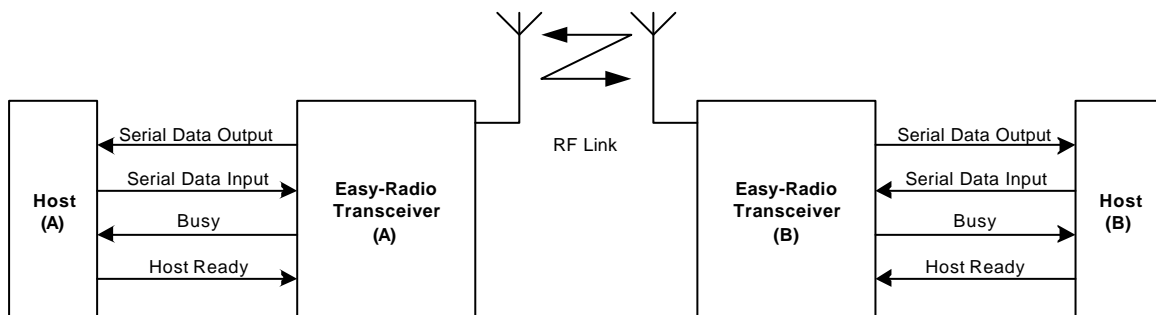 RF Link
Serial Data Output
Serial Data Input
Busy
Host Ready
Host
(A)
Easy-Radio
Transceiver
(A)
Easy-Radio
Transceiver
(B)
Serial Data Output
Serial Data Input
Busy
Host Ready
Host
(B)